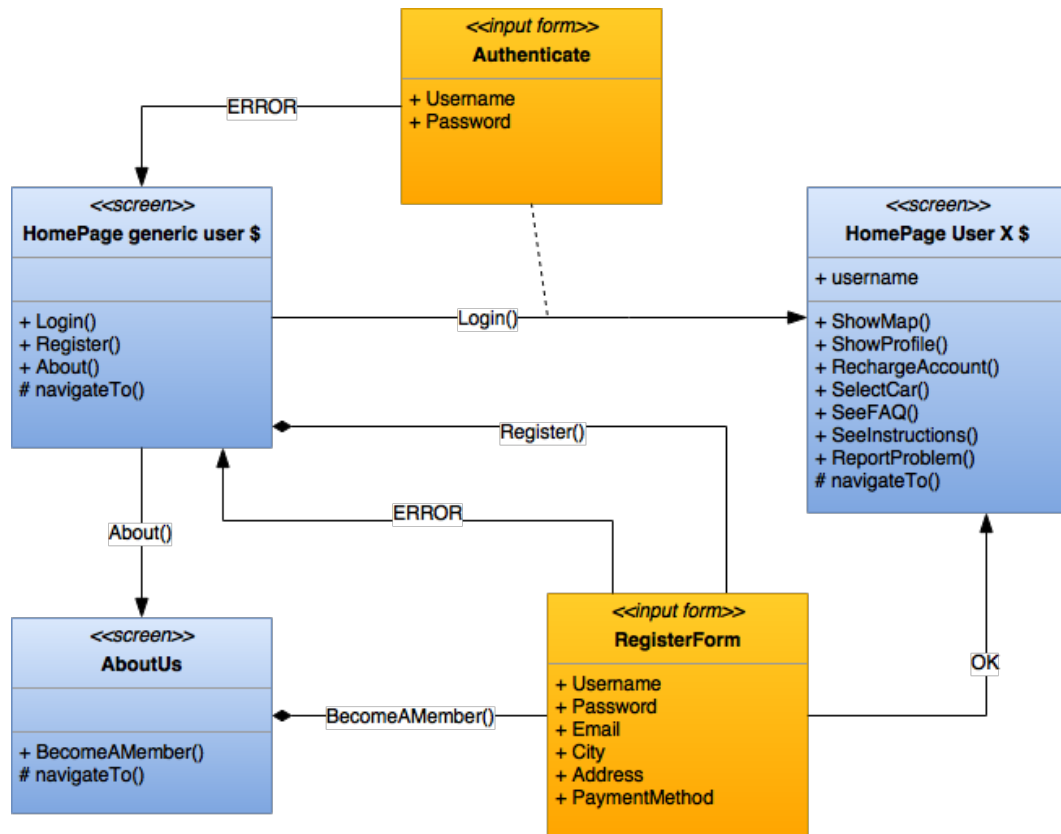 <<input form>>
Authenticate
+ Username
+ Password
ERROR
<<screen>>
HomePage generic user $
+ Login()
+ Register()
+ About()
# navigateTo()
Login()
<<screen>>
HomePage User X $
+ username
+ ShowMap()
+ ShowProfile()
+ RechargeAccount()
+ SelectCar()
+ SeeFAQ()
+ SeeInstructions()
+ ReportProblem()
# navigateTo()
Register()
ERROR
About()
<<screen>>
AboutUs
+ BecomeAMember()
# navigateTo()
BecomeAMember()
<<input form>>
RegisterForm
+ Username
+ Password
+ Email
+ City
+ Address
+ PaymentMethod
OK